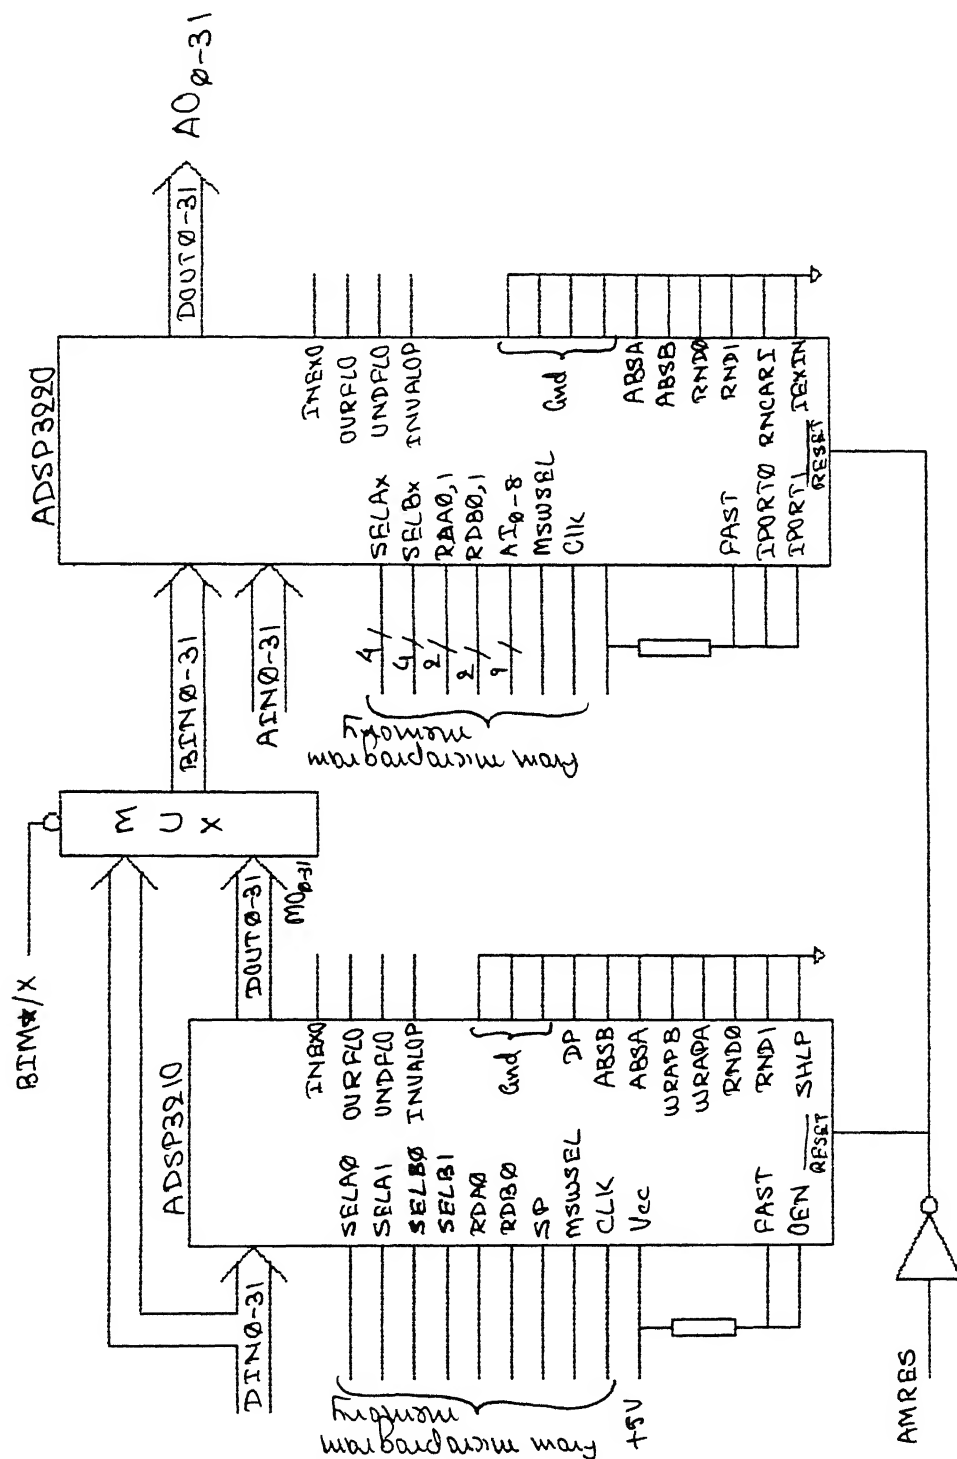 BIM*/X
DIN0-31
ADSP3210
SELA0
SELA1
SELB0
SELB1
RDA0
RDB0
SP
MSWSEL
CLK
Vcc
FAST
OEN
RESET
INEXO
OVRFLO
UNDFLO
INVALOP
Gnd
DP
ABSB
ABSA
WRAPB
WRAPA
RND0
RND1
SHLP
From microprogram
memory
+5V
AMRES
DOUT0-31
MO0-31
M
U
X
BIN0-31
AIN0-31
ADSP3220
SELAx
SELBx
RDA0,1
RDB0,1
AI0-8
MSWSEL
Clk
FAST
IPORT0
IPORT1
RESET
4
4
2
2
9
From microprogram
memory
INEXO
OVRFLO
UNDFLO
INVALOP
Gnd
ABSA
ABSB
RND0
RND1
RNCARI
IEXIN
DOUT0-31
AO0-31